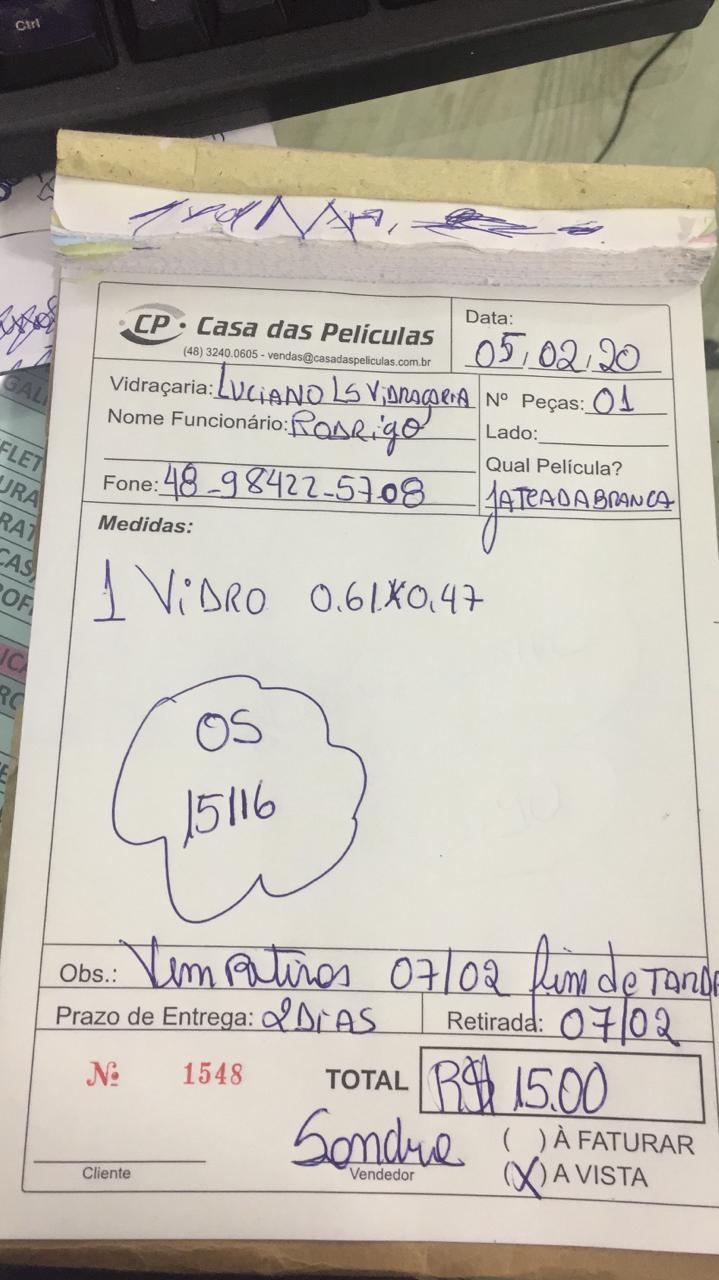 Ctrl
CP Casa das Películas
(48) 3240.0605 - vendas@casadaspeliculas.com.br
Data:
05,02,20
Vidraçaria: LUCIANO LS ViDRAÇARIA
Nº Peças: 01
Nome Funcionário: RODRIGO
Lado:
Qual Película?
Fone: 48-98422-5708
JATEADA BRANCA
Medidas:
1 ViDRO 0.61X0.47
OS
15116
Obs.: Vem 07/02 fim de TARDE
Prazo de Entrega: 2 DiAS
Retirada: 07/02
Nº 1548
TOTAL R$ 15.00
( ) À FATURAR
Cliente
Vendedor
(X) A VISTA